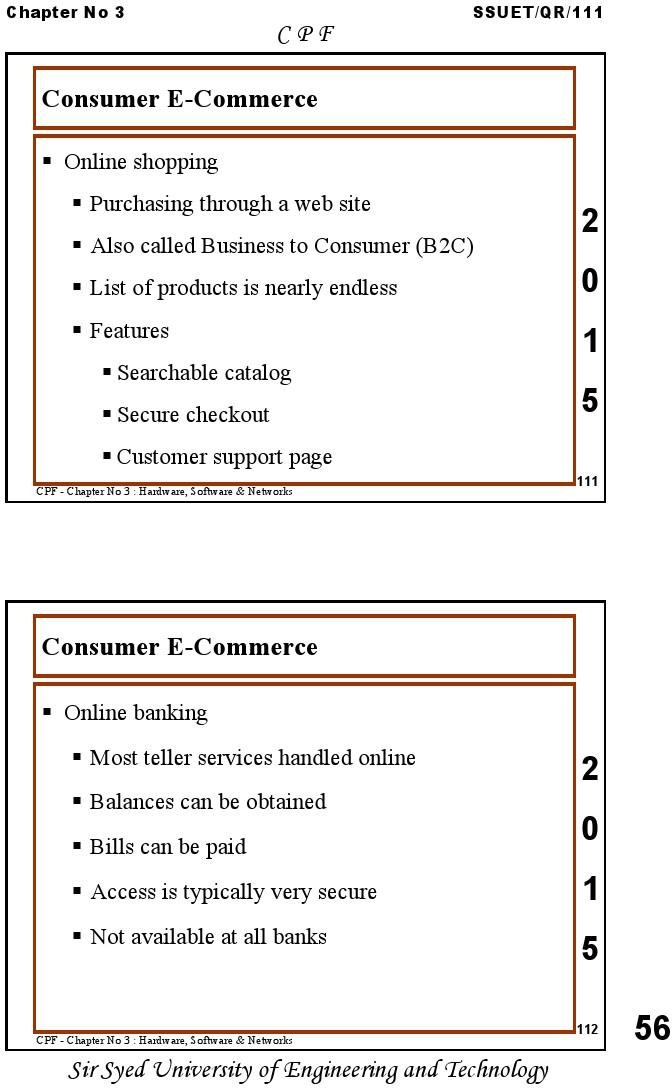 Chapter No 3 SSUET/QR/111
C P F
Consumer E-Commerce
▪ Online shopping
▪ Purchasing through a web site
▪ Also called Business to Consumer (B2C)
▪ List of products is nearly endless
▪ Features
▪ Searchable catalog
▪ Secure checkout
▪ Customer support page
2
0
1
5
111
CPF - Chapter No 3 : Hardware, Software & Networks
Consumer E-Commerce
▪ Online banking
▪ Most teller services handled online
▪ Balances can be obtained
▪ Bills can be paid
▪ Access is typically very secure
▪ Not available at all banks
2
0
1
5
112
CPF - Chapter No 3 : Hardware, Software & Networks
56
Sir Syed University of Engineering and Technology